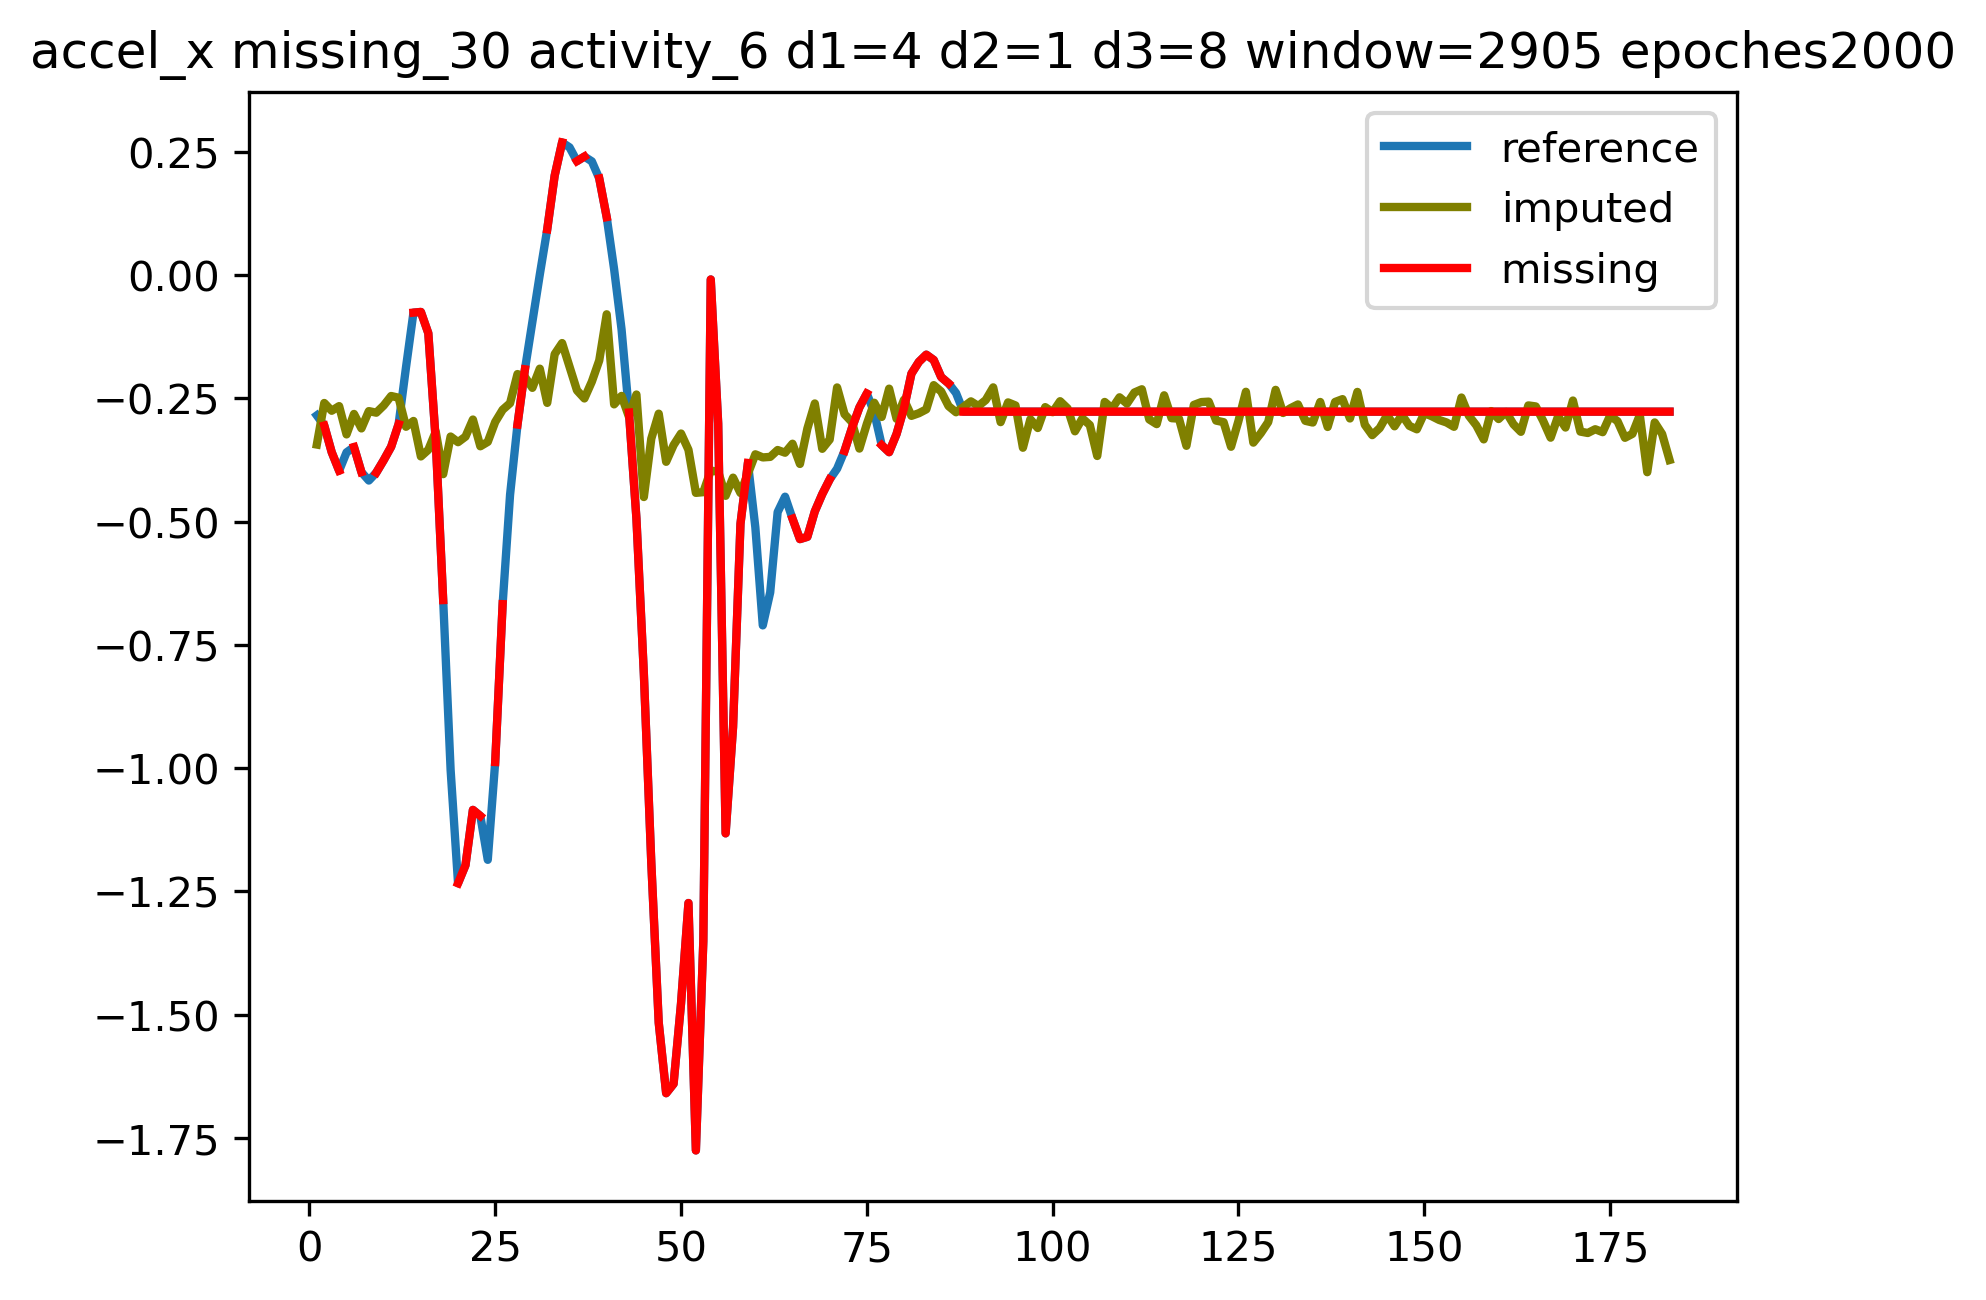 accel_x missing_30 activity_6 d1=4 d2=1 d3=8 window=2905 epoches2000
reference
imputed
missing
0.25
0.00
−0.25
−0.50
−0.75
−1.00
−1.25
−1.50
−1.75
0 25 50 75 100 125 150 175